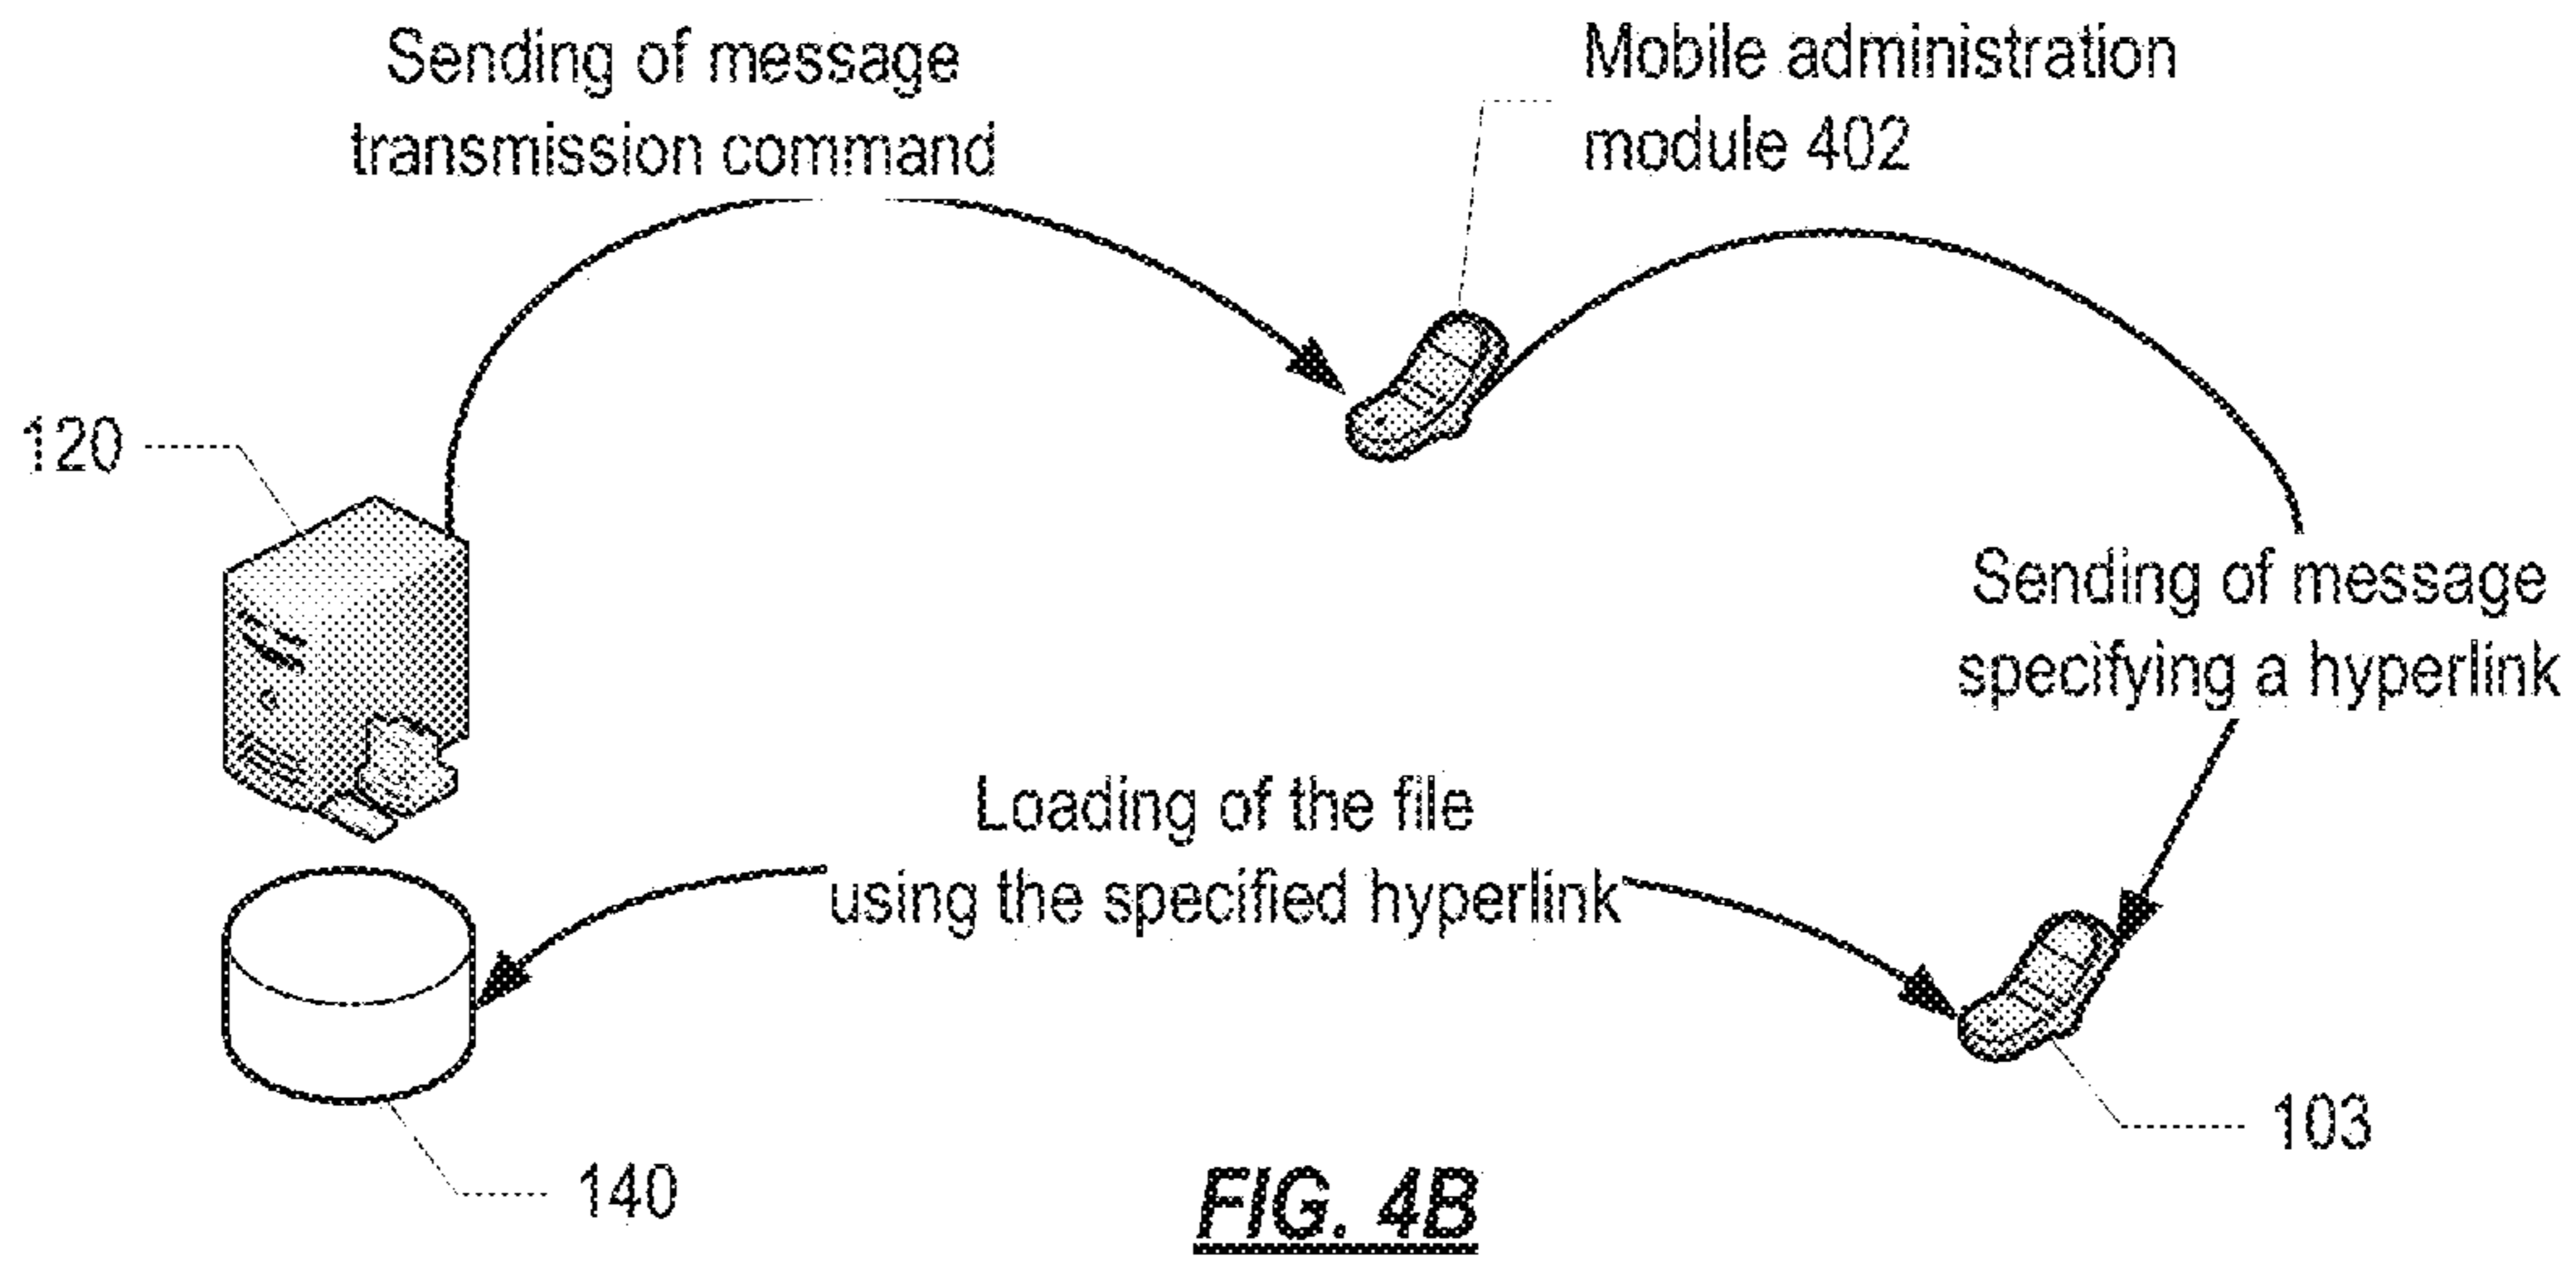 Sending of message
transmission command
Mobile administration
module 402
120
Sending of message
specifying a hyperlink
Loading of the file
using the specified hyperlink
103
140
FIG. 4B